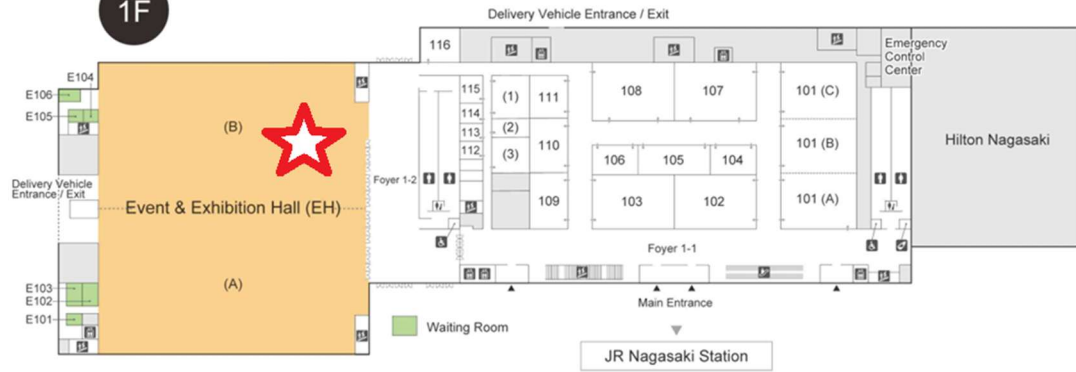 1F
Delivery Vehicle Entrance / Exit
116
Emergency
Control
Center
E104
E106
E105
(B)
115
114
113
112
(1)
(2)
(3)
111
110
109
108
107
106
105
104
103
102
101 (C)
101 (B)
101 (A)
Hilton Nagasaki
Foyer 1-2
Delivery Vehicle
Entrance / Exit
Event & Exhibition Hall (EH)
Foyer 1-1
(A)
E103
E102
E101
Main Entrance
Waiting Room
JR Nagasaki Station